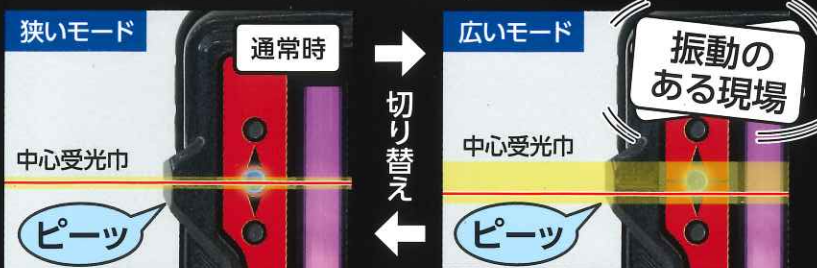 狭いモード
通常時
中心受光巾
ピーッ
切り替え
広いモード
振動の
ある現場
中心受光巾
ピーッ